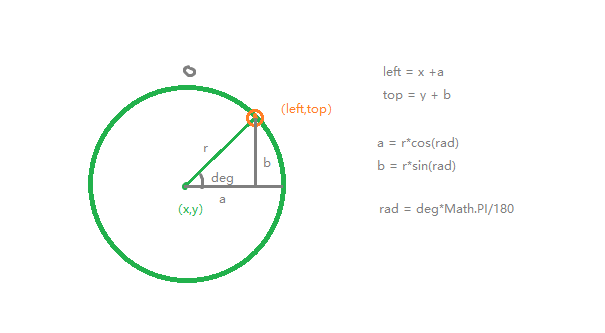 (left,top)
r
b
deg
a
(x,y)
left = x +a
top = y + b
a = r*cos(rad)
b = r*sin(rad)
rad = deg*Math.PI/180